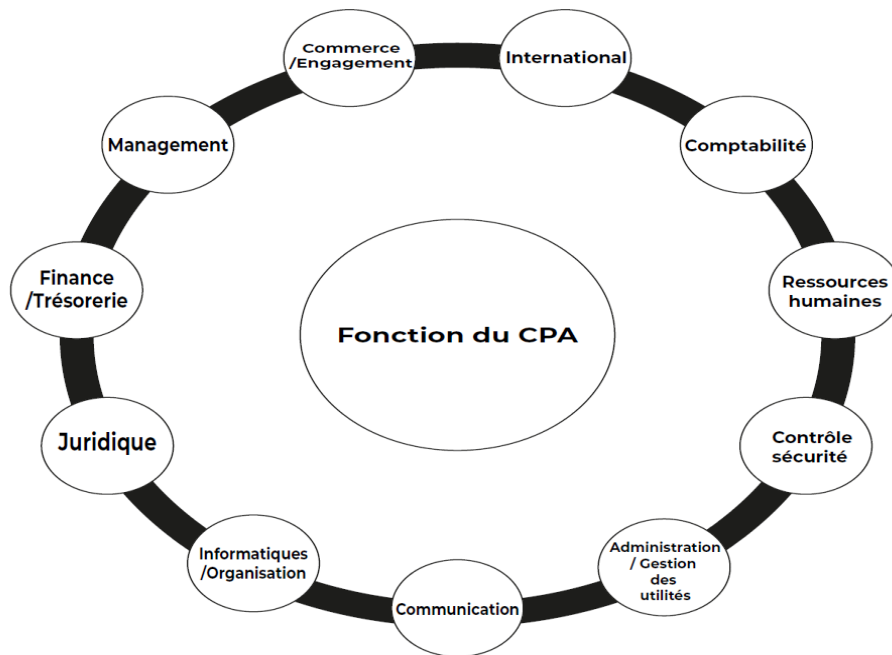 Commerce
/Engagement
International
Management
Comptabilité
Finance
/Trésorerie
Ressources
humaines
Fonction du CPA
Juridique
Contrôle
sécurité
Informatiques
/Organisation
Administration
/ Gestion
des
utilités
Communication